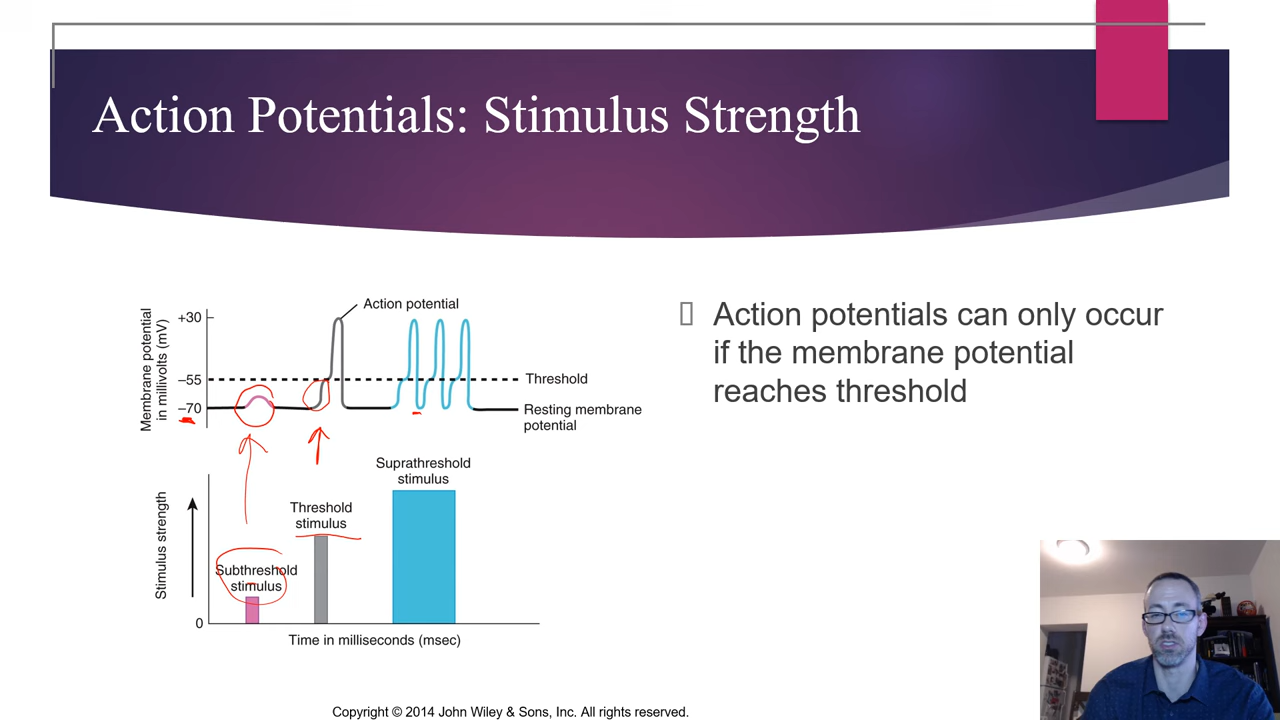 Action Potentials: Stimulus Strength
Action potential
+30
Membrane potential
in millivolts (mV)
–55
Threshold
–70
Resting membrane
potential
Suprathreshold
stimulus
Threshold
stimulus
Stimulus strength
Subthreshold
stimulus
0
Time in milliseconds (msec)
Action potentials can only occur
if the membrane potential
reaches threshold
Copyright © 2014 John Wiley & Sons, Inc. All rights reserved.